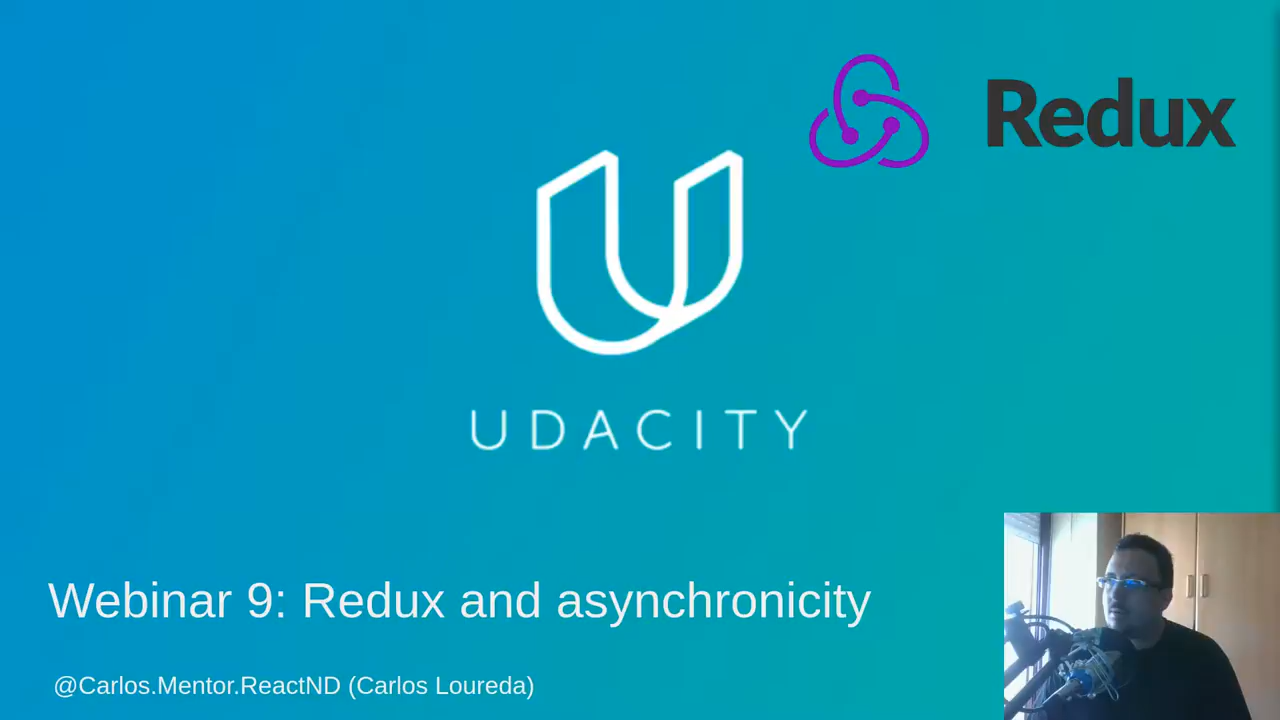 Redux
UDACITY
Webinar 9: Redux and asynchronicity
@Carlos.Mentor.ReactND (Carlos Loureda)